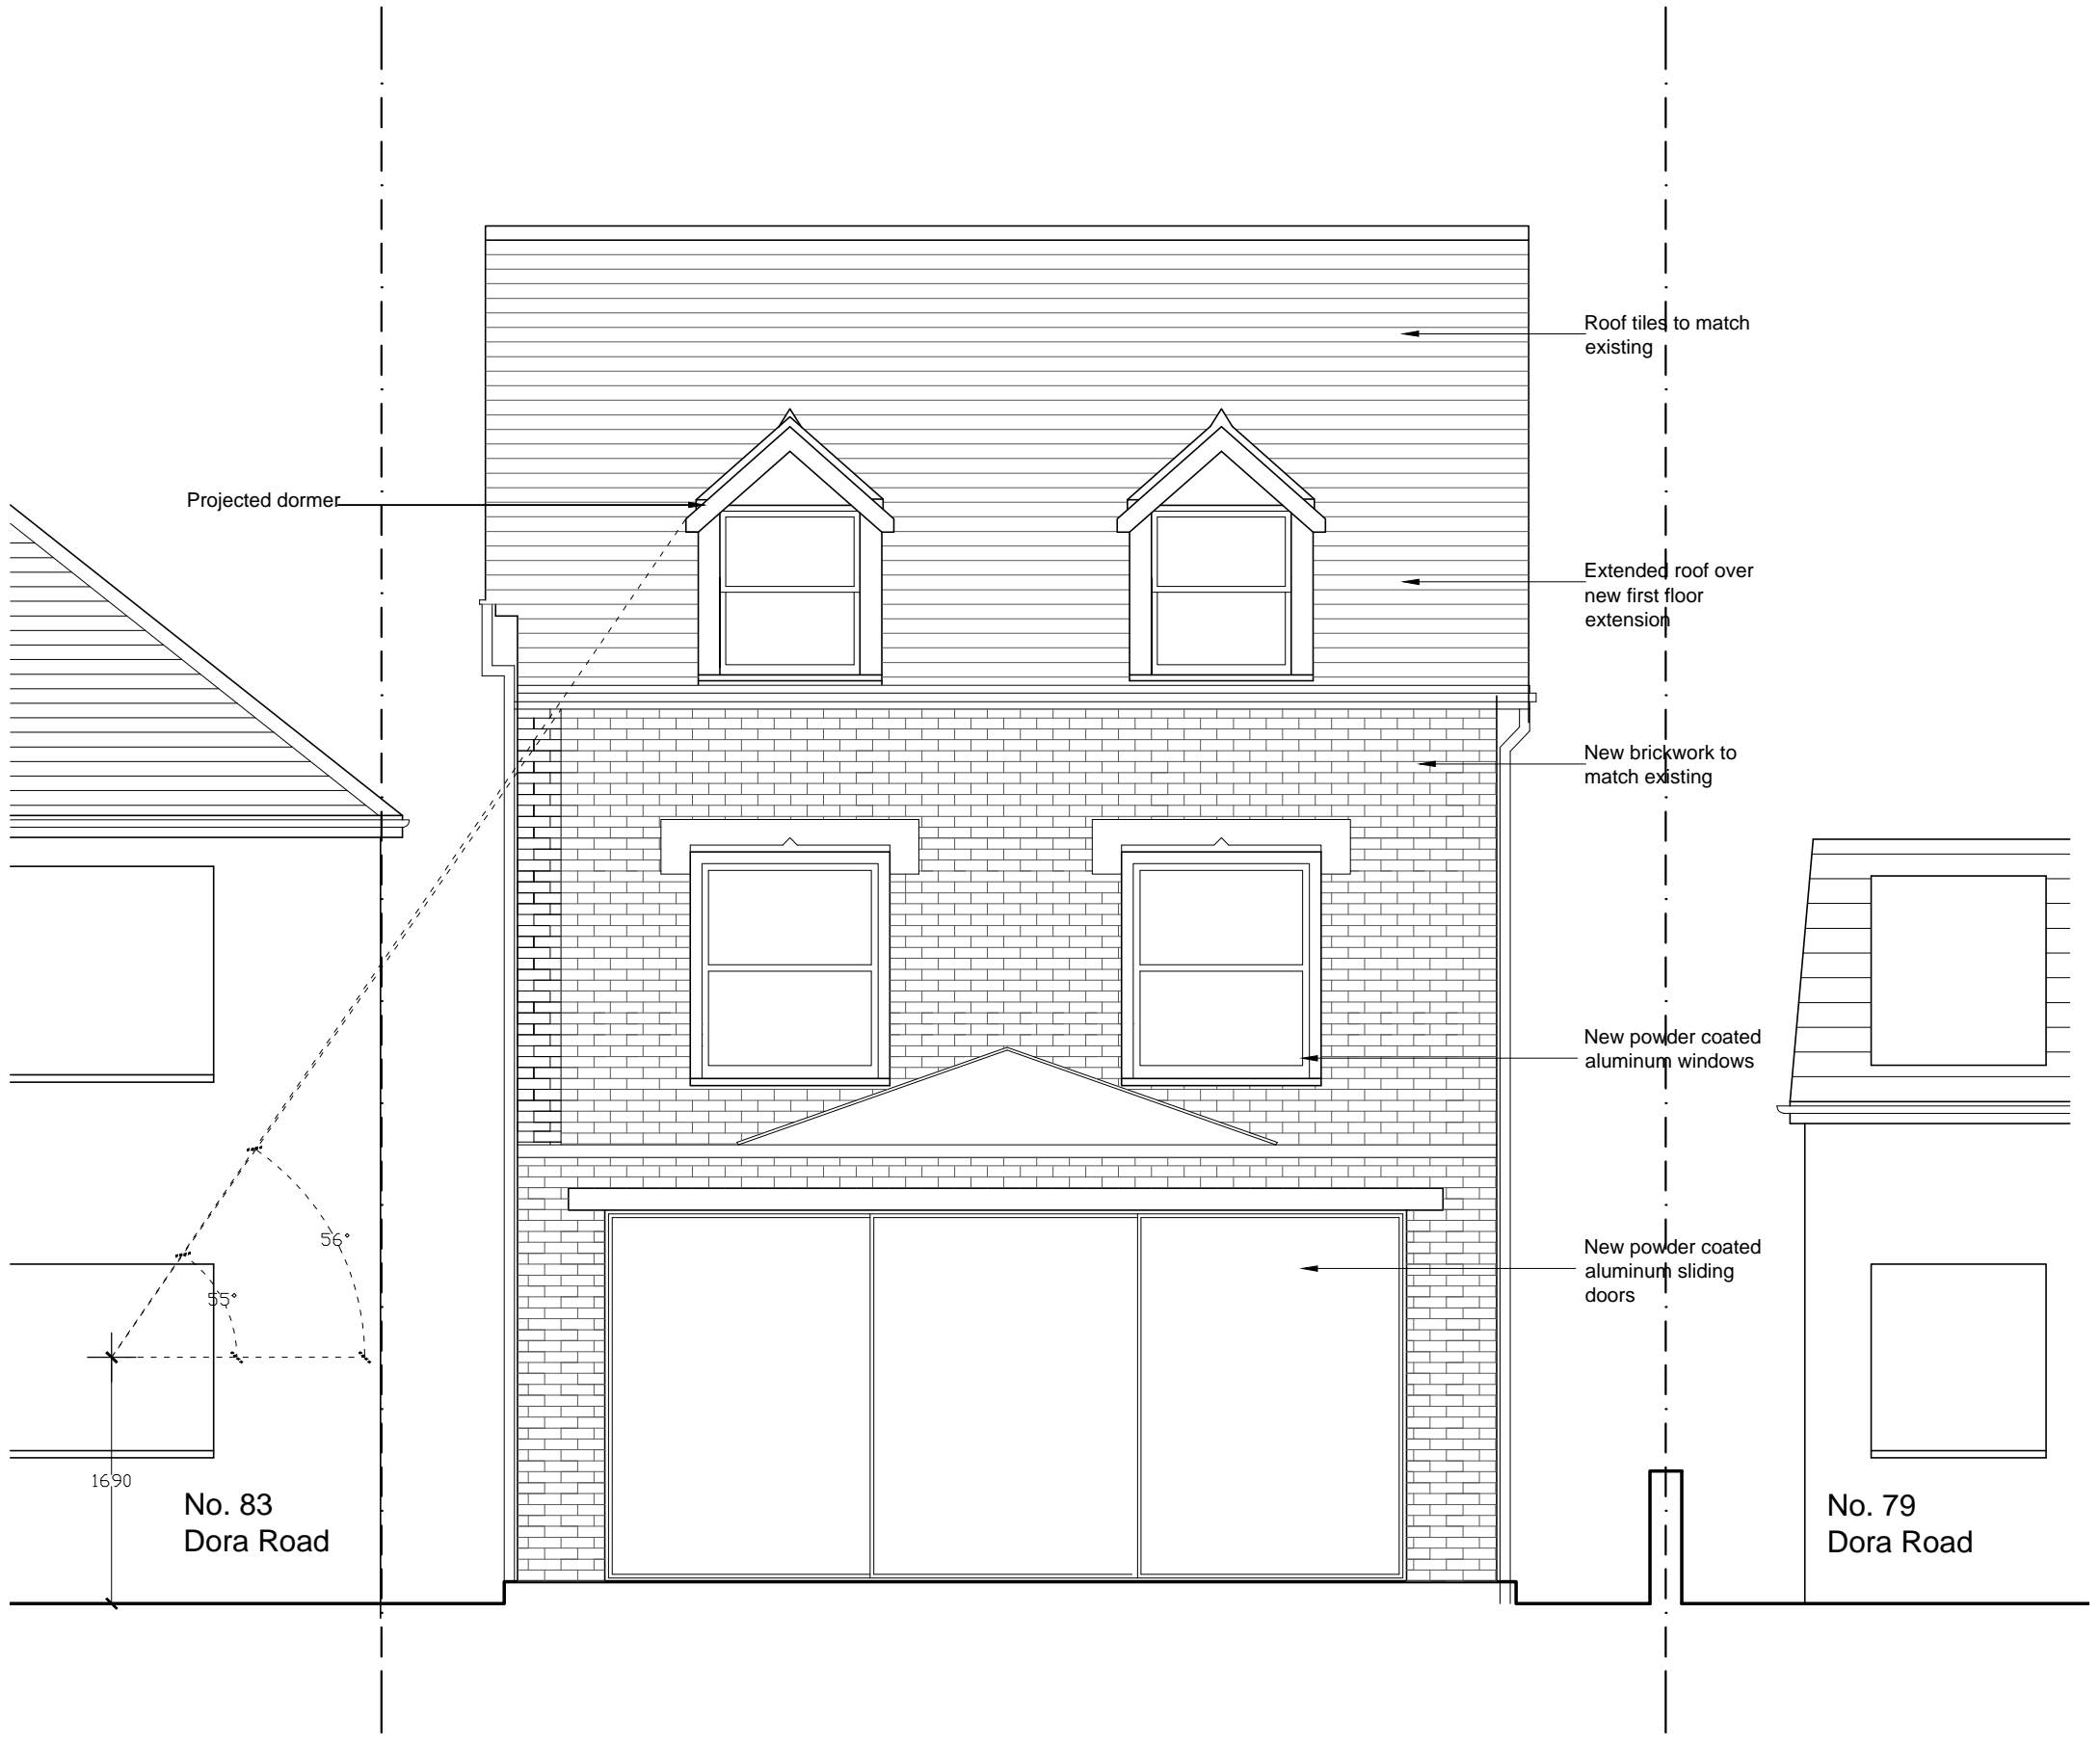 Roof tiles to match
existing
Projected dormer
Extended roof over
new first floor
extension
New brickwork to
match existing
New powder coated
aluminum windows
56°
New powder coated
aluminum sliding
doors
55°
1690
No. 83
Dora Road
No. 79
Dora Road